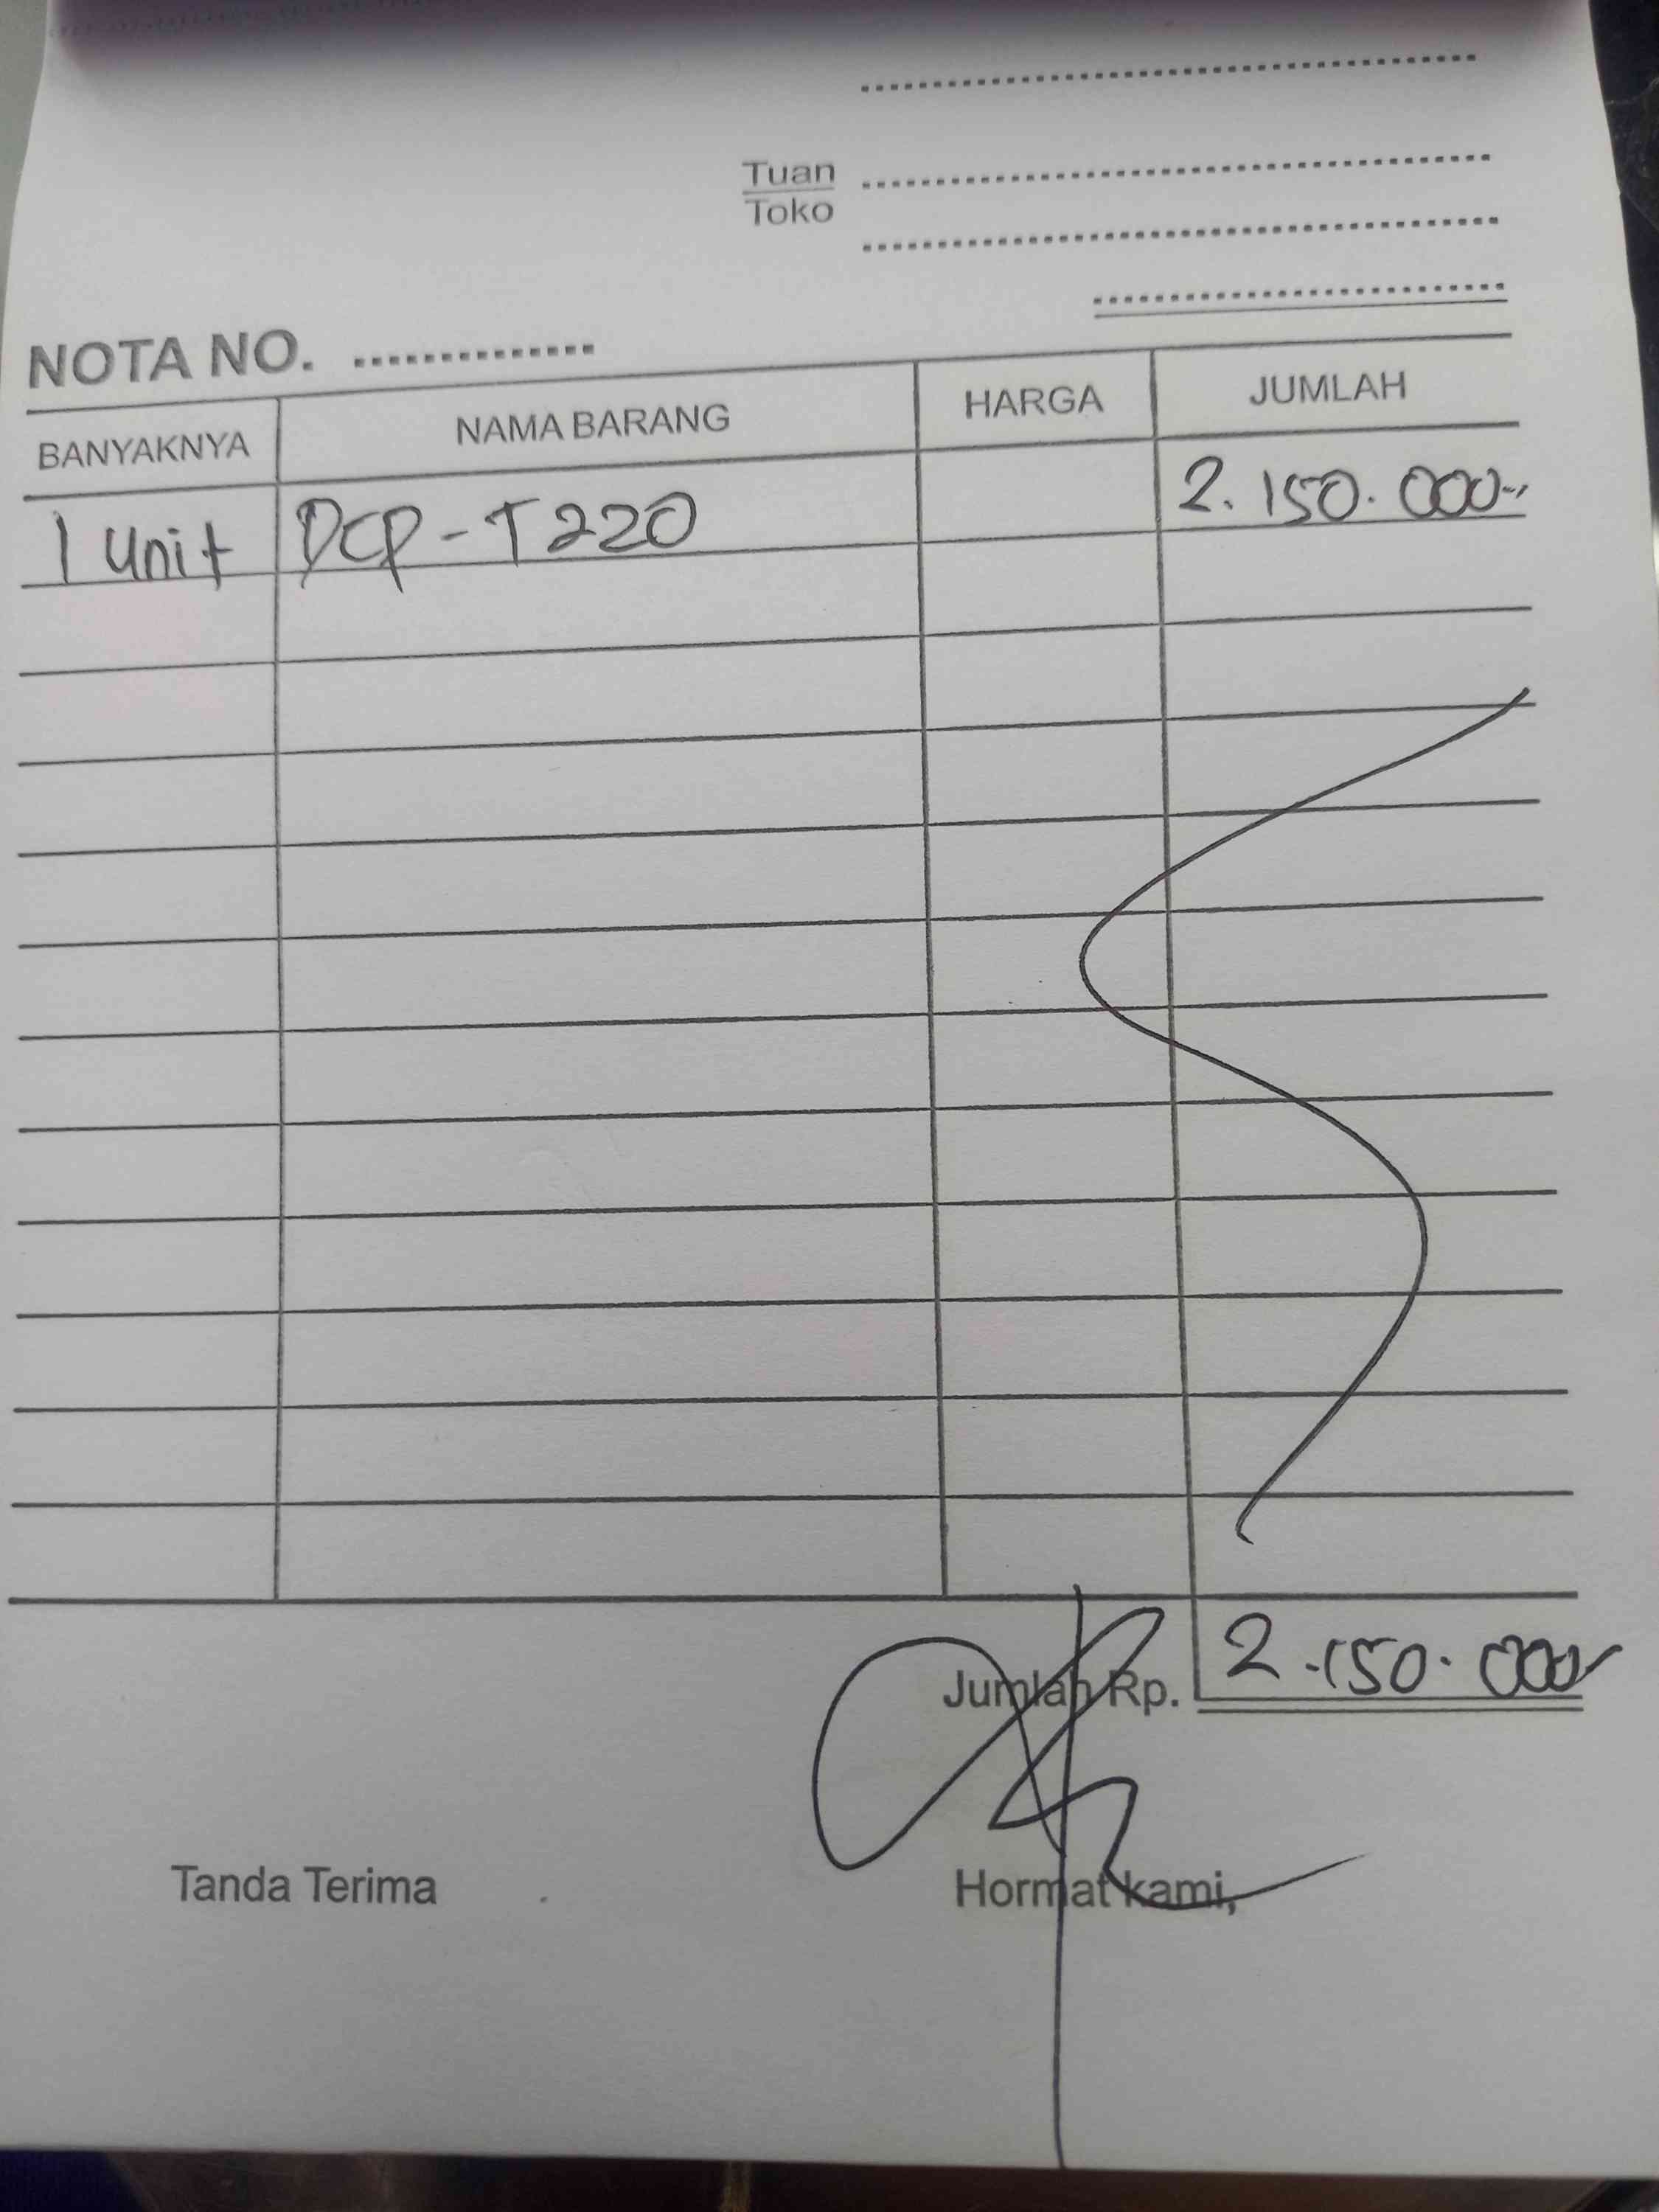 Tuan
Toko
NOTA NO. ..............
BANYAKNYA NAMA BARANG HARGA JUMLAH
1 Unit DCP-T220 2.150.000-,
Jumlah Rp. 2.150.000
Tanda Terima Hormat kami,